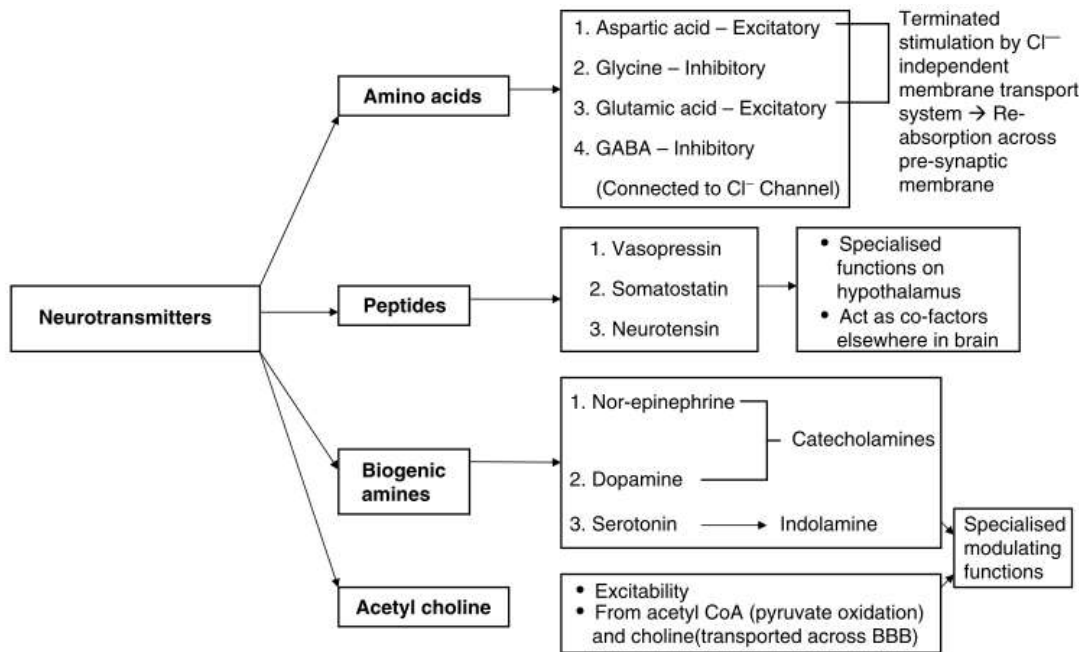 Neurotransmitters
Amino acids
1. Aspartic acid – Excitatory
2. Glycine – Inhibitory
3. Glutamic acid – Excitatory
4. GABA – Inhibitory
(Connected to Cl⁻ Channel)
Terminated
stimulation by Cl⁻
independent
membrane transport
system → Re-
absorption across
pre-synaptic
membrane
Peptides
1. Vasopressin
2. Somatostatin
3. Neurotensin
• Specialised
functions on
hypothalamus
• Act as co-factors
elsewhere in brain
Biogenic
amines
1. Nor-epinephrine
Catecholamines
2. Dopamine
3. Serotonin
Indolamine
Specialised
modulating
functions
Acetyl choline
• Excitability
• From acetyl CoA (pyruvate oxidation)
and choline(transported across BBB)